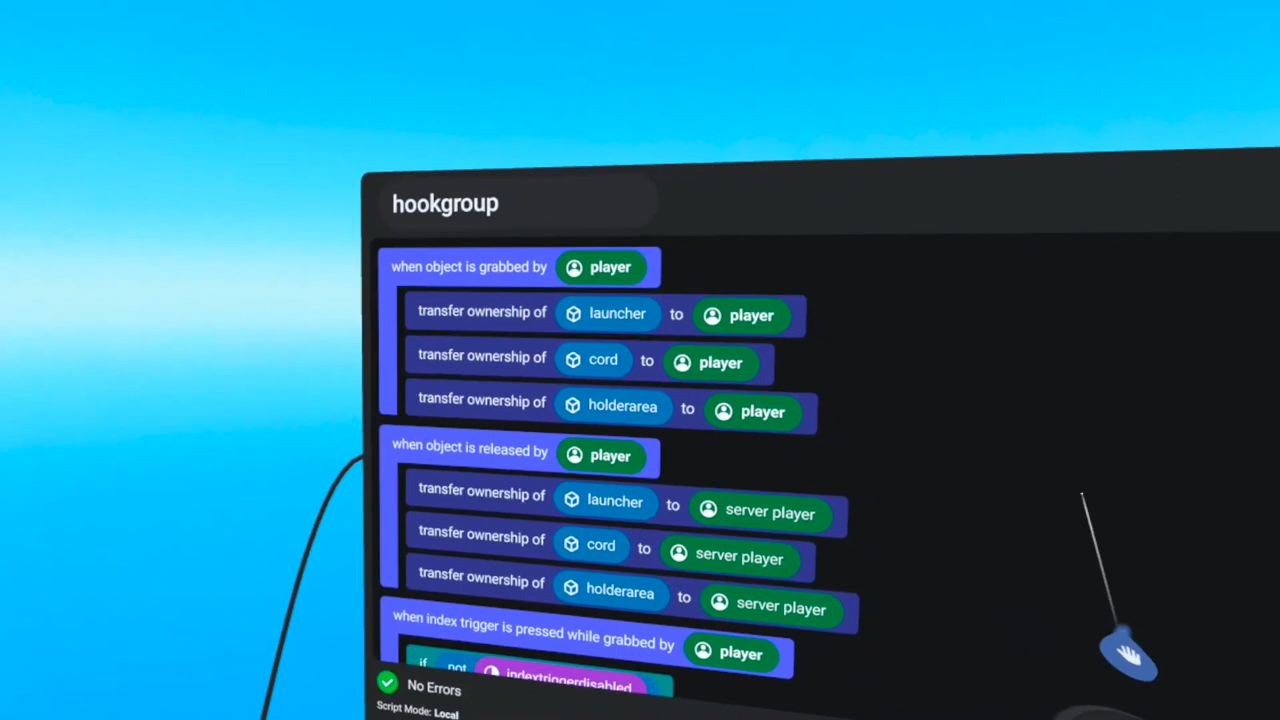 hookgroup
when object is grabbed by player
transfer ownership of launcher to player
transfer ownership of cord to player
transfer ownership of holderarea to player
when object is released by player
transfer ownership of launcher to server player
transfer ownership of cord to server player
transfer ownership of holderarea to server player
when index trigger is pressed while grabbed by player
if not indextriggerdisabled
No Errors
Script Mode: Local